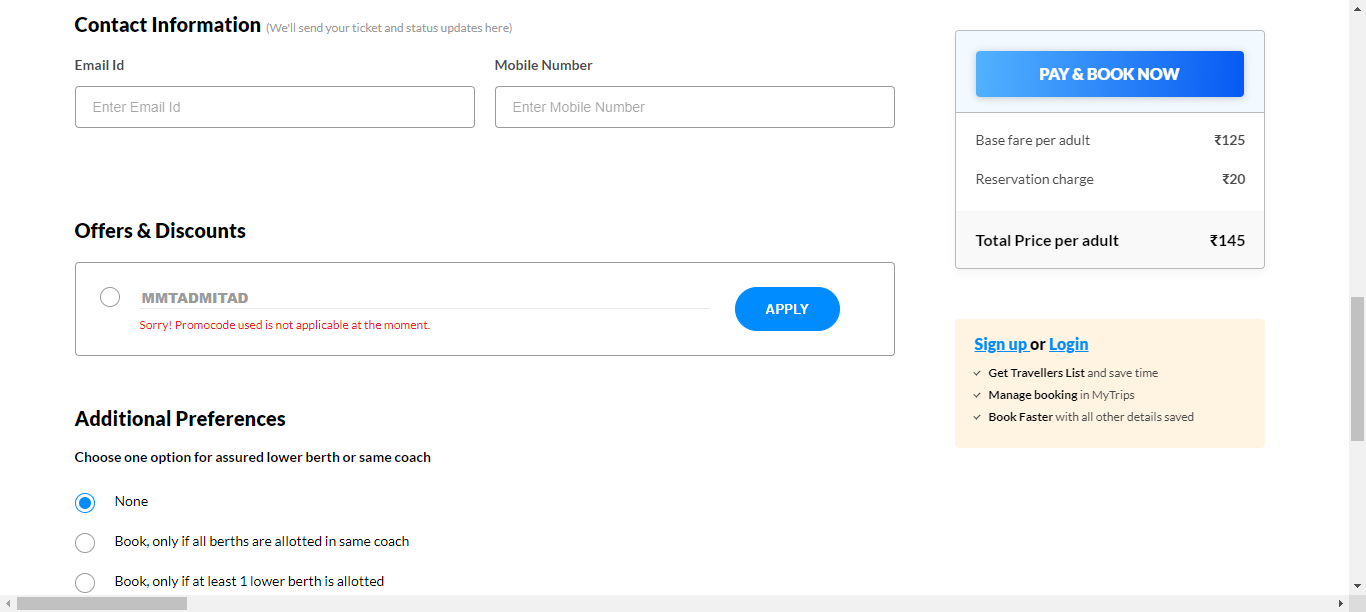 Contact Information (We'll send your ticket and status updates here)
Email Id
Mobile Number
Enter Email Id
Enter Mobile Number
Offers & Discounts
MMTADMITAD
APPLY
Sorry! Promocode used is not applicable at the moment.
Additional Preferences
Choose one option for assured lower berth or same coach
None
Book, only if all berths are allotted in same coach
Book, only if at least 1 lower berth is allotted
PAY & BOOK NOW
Base fare per adult ₹125
Reservation charge ₹20
Total Price per adult ₹145
Sign up or Login
Get Travellers List and save time
Manage booking in MyTrips
Book Faster with all other details saved